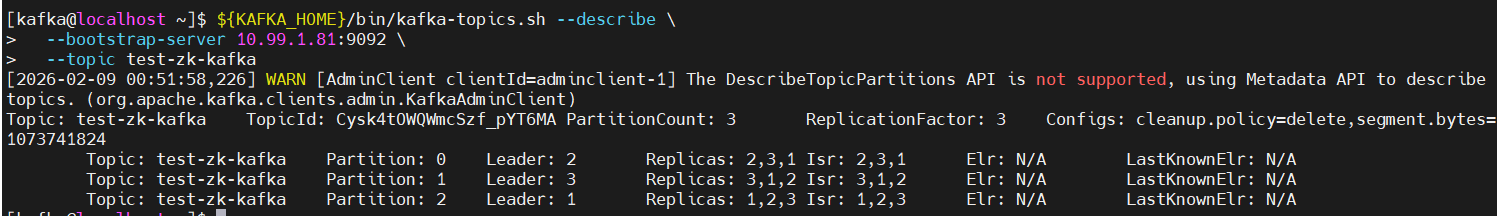 [kafka@localhost ~]$ ${KAFKA_HOME}/bin/kafka-topics.sh --describe \
>   --bootstrap-server 10.99.1.81:9092 \
>   --topic test-zk-kafka
[2026-02-09 00:51:58,226] WARN [AdminClient clientId=adminclient-1] The DescribeTopicPartitions API is not supported, using Metadata API to describe
topics. (org.apache.kafka.clients.admin.KafkaAdminClient)
Topic: test-zk-kafka    TopicId: Cysk4tOWQWmcSzf_pYT6MA PartitionCount: 3       ReplicationFactor: 3    Configs: cleanup.policy=delete,segment.bytes=
1073741824
        Topic: test-zk-kafka    Partition: 0    Leader: 2       Replicas: 2,3,1 Isr: 2,3,1      Elr: N/A        LastKnownElr: N/A
        Topic: test-zk-kafka    Partition: 1    Leader: 3       Replicas: 3,1,2 Isr: 3,1,2      Elr: N/A        LastKnownElr: N/A
        Topic: test-zk-kafka    Partition: 2    Leader: 1       Replicas: 1,2,3 Isr: 1,2,3      Elr: N/A        LastKnownElr: N/A
[kafka@localhost ~]$